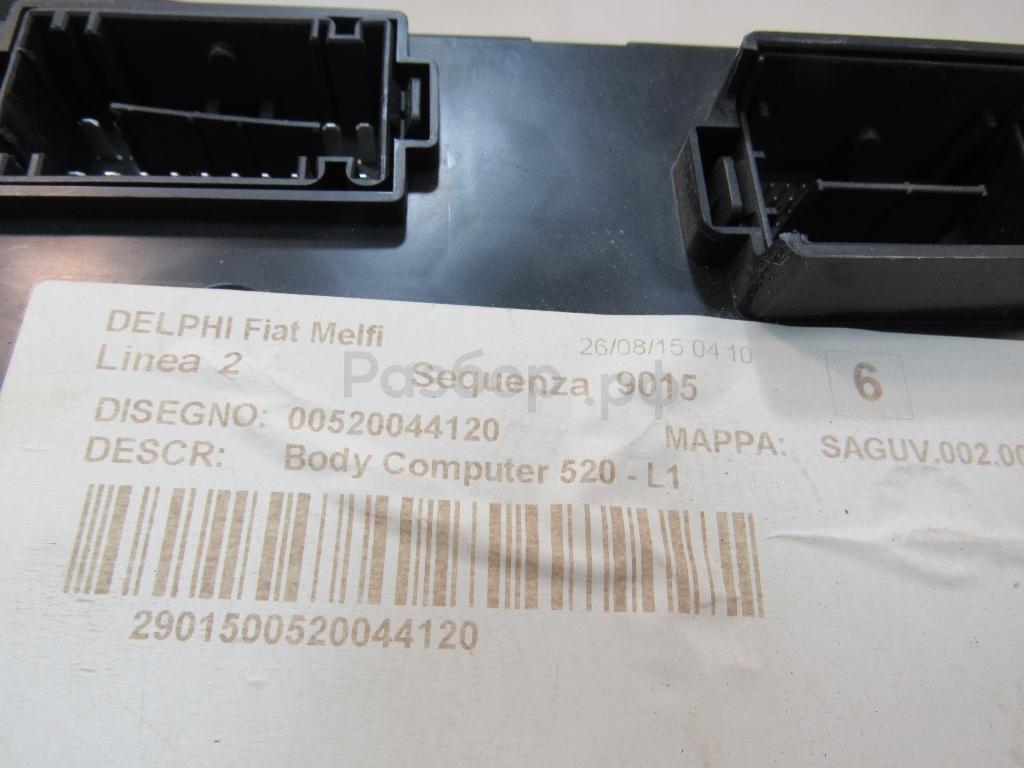 DELPHI Fiat Melfi
26/08/15 04:10
Linea 2
Sequenza 9015
6
Разбор.рф
DISEGNO: 00520044120
MAPPA: SAGUV.002.00
DESCR: Body Computer 520 - L1
2901500520044120